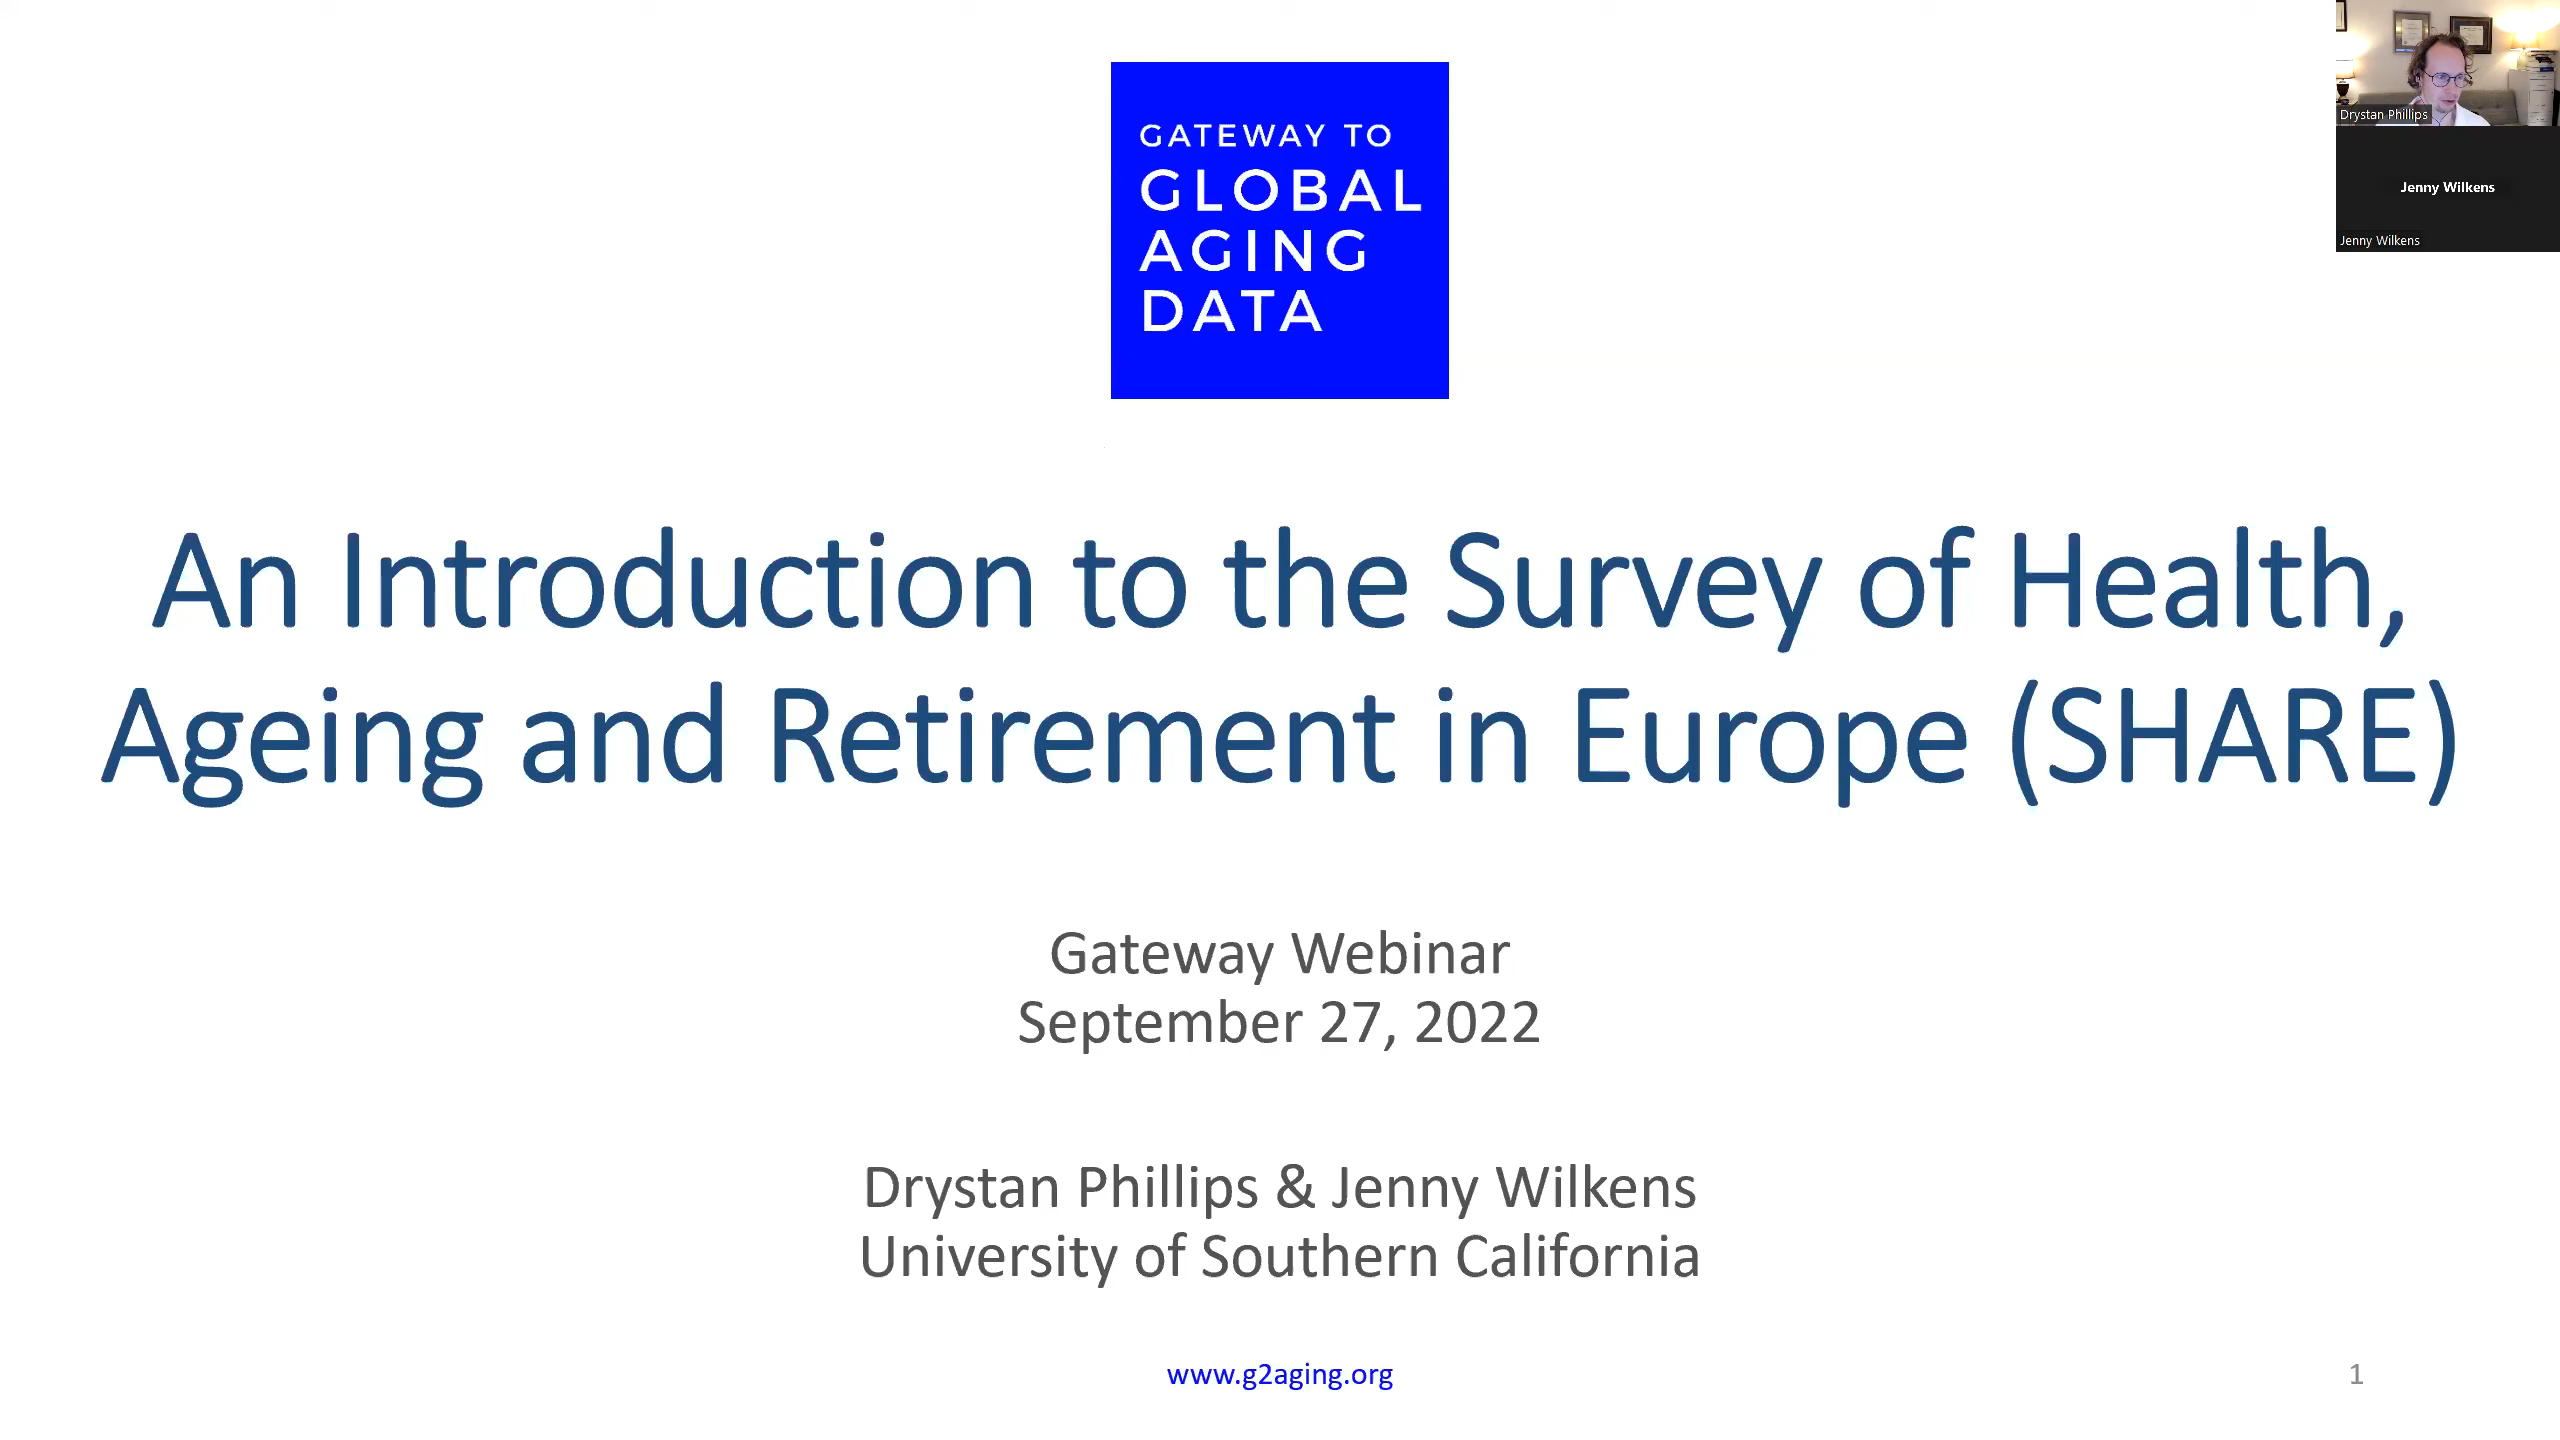 GATEWAY TO
GLOBAL
AGING
DATA
Drystan Phillips
Jenny Wilkens
Jenny Wilkens
An Introduction to the Survey of Health,
Ageing and Retirement in Europe (SHARE)
Gateway Webinar
September 27, 2022
Drystan Phillips & Jenny Wilkens
University of Southern California
www.g2aging.org
1